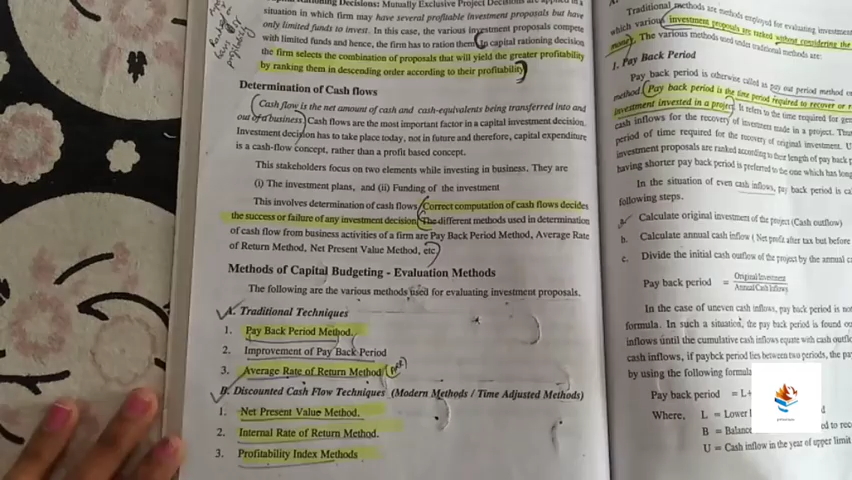 Rationing Decisions: Mutually Exclusive Project Decisions are applied in a
situation in which firm may have several profitable investment proposals but have
only limited funds to invest. In this case, the various investment proposals compete
with limited funds and hence, the firm has to ration them. In capital rationing decision
the firm selects the combination of proposals that will yield the greater profitability
by ranking them in descending order according to their profitability.
Determination of Cash flows
Cash flow is the net amount of cash and cash-equivalents being transferred into and
out of a business. Cash flows are the most important factor in a capital investment decision.
Investment decision has to take place today, not in future and therefore, capital expenditure
is a cash-flow concept, rather than a profit based concept.
This stakeholders focus on two elements while investing in business. They are
(i) The investment plans, and (ii) Funding of the investment
This involves determination of cash flows. Correct computation of cash flows decides
the success or failure of any investment decision. The different methods used in determination
of cash flow from business activities of a firm are Pay Back Period Method, Average Rate
of Return Method, Net Present Value Method, etc.
Methods of Capital Budgeting - Evaluation Methods
The following are the various methods used for evaluating investment proposals.
A. Traditional Techniques
1. Pay Back Period Method.
2. Improvement of Pay Back Period
3. Average Rate of Return Method (ARR)
B. Discounted Cash Flow Techniques (Modern Methods / Time Adjusted Methods)
1. Net Present Value Method.
2. Internal Rate of Return Method.
3. Profitability Index Methods
Traditional methods are methods employed for evaluating investment
which various investment proposals are ranked without considering the
money. The various methods used under traditional methods are:
1. Pay Back Period
Pay back period is otherwise called as pay out period method
method. Pay back period is the time period required to recover or
investment invested in a project. It refers to the time required for
cash inflows for the recovery of investment made in a project.
period of time required for the recovery of original investment.
investment proposals are ranked according to their length of pay back
having shorter pay back period is preferred to the one which has
In the situation of even cash inflows, pay back period is
following steps.
a. Calculate original investment of the project (Cash outflow)
b. Calculate annual cash inflow (Net profit after tax but before
c. Divide the initial cash outflow of the project by the annual
Pay back period = Original Investment
Annual Cash Inflows
In the case of uneven cash inflows, pay back period is
formula. In such a situation, the pay back period is found
inflows until the cumulative cash inflows equate with cash
cash inflows, if payback period lies between two periods, the
by using the following formula
Pay back period = L+
Where, L = Lower
B = Balance
U = Cash inflow in the year of upper limit